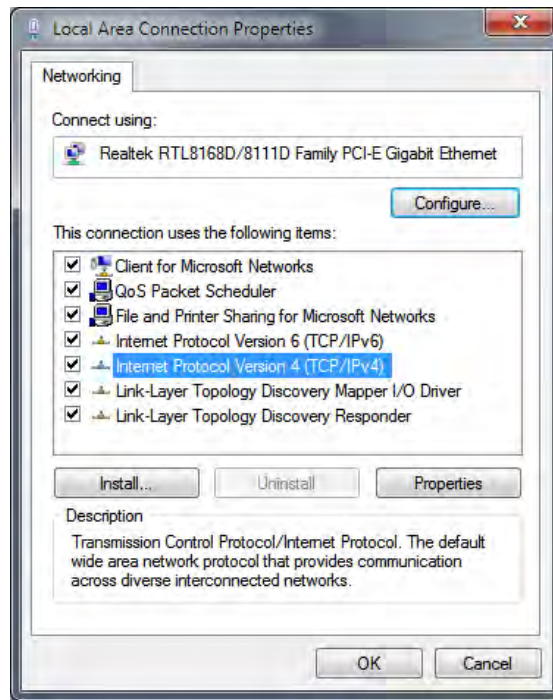 Local Area Connection Properties
Networking
Connect using:
Realtek RTL8168D/8111D Family PCI-E Gigabit Ethernet
Configure...
This connection uses the following items:
Client for Microsoft Networks
QoS Packet Scheduler
File and Printer Sharing for Microsoft Networks
Internet Protocol Version 6 (TCP/IPv6)
Internet Protocol Version 4 (TCP/IPv4)
Link-Layer Topology Discovery Mapper I/O Driver
Link-Layer Topology Discovery Responder
Install... Uninstall Properties
Description
Transmission Control Protocol/Internet Protocol. The default
wide area network protocol that provides communication
across diverse interconnected networks.
OK Cancel